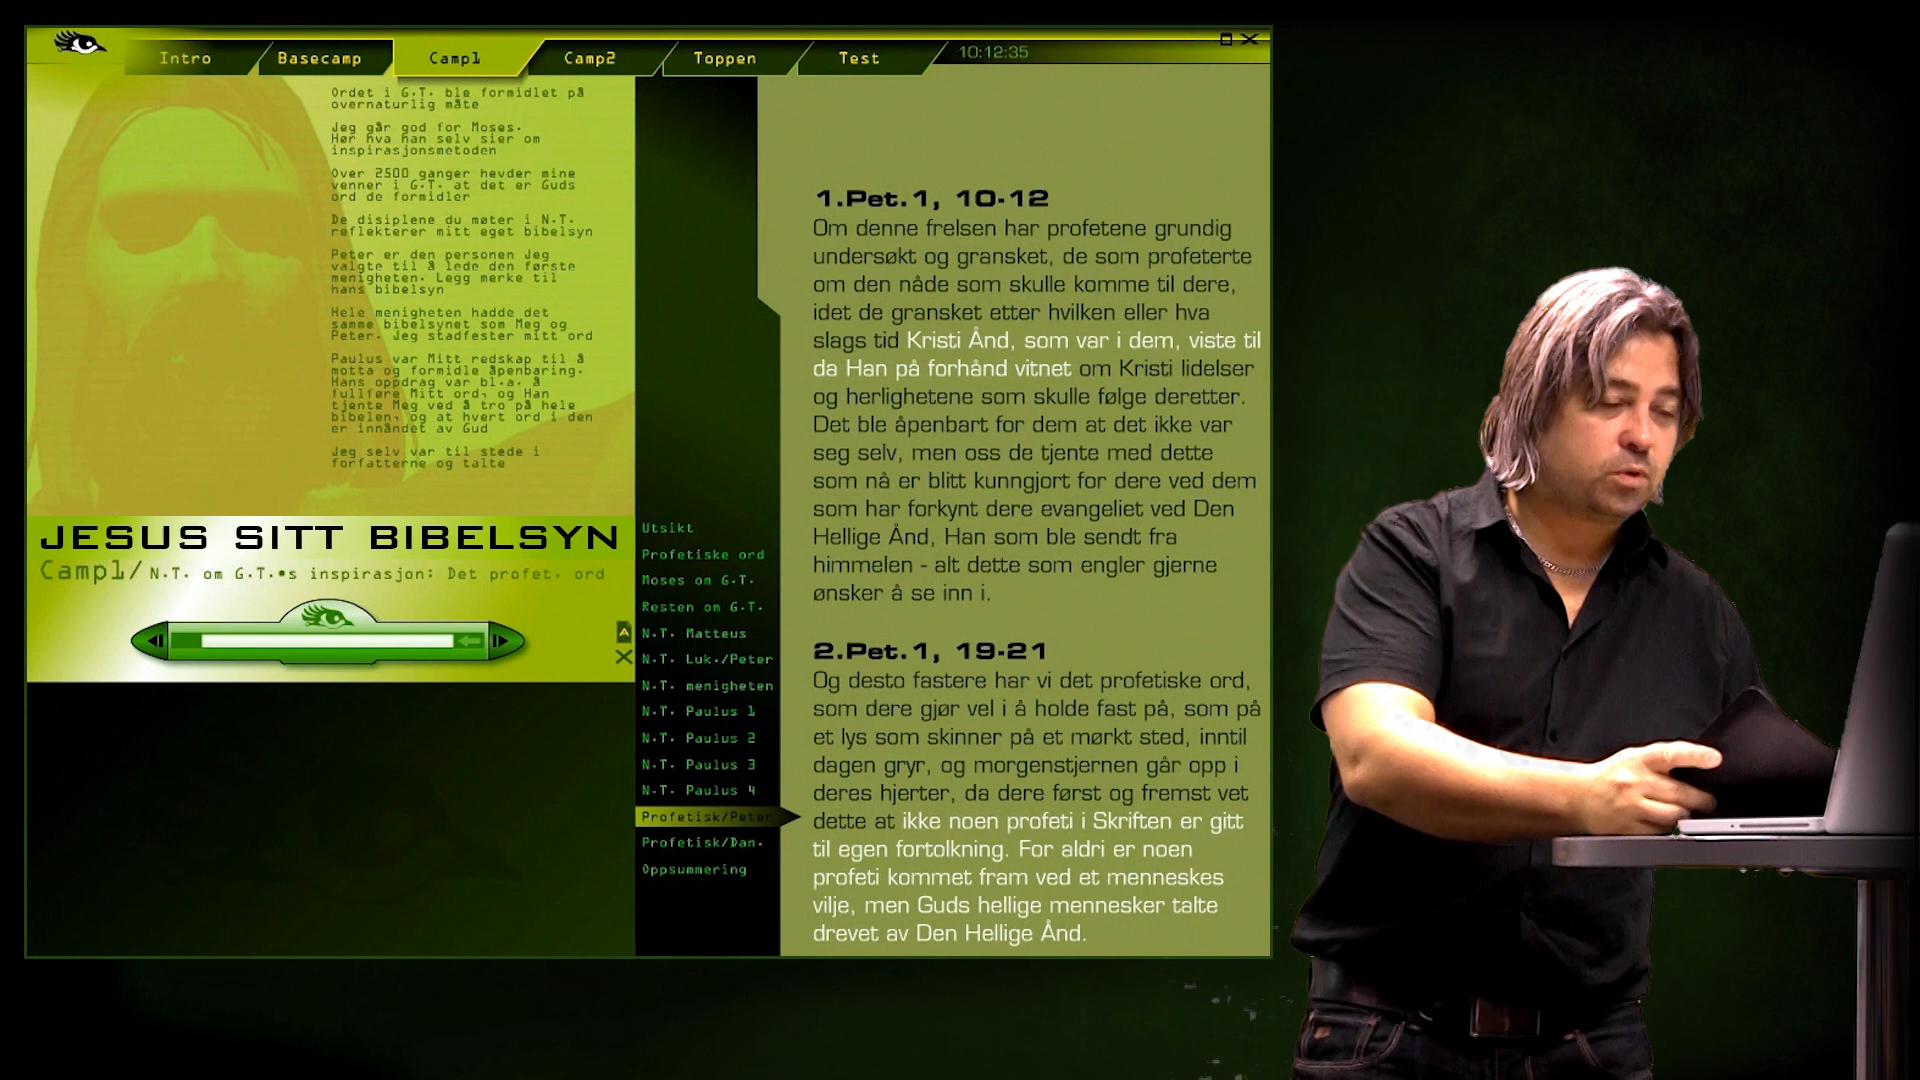 Intro
Basecamp
Camp1
Camp2
Toppen
Test
10:12:35
Ordet i G.T. ble formidlet på
overnaturlig måte
Jeg går god for Moses.
Hør hva han selv sier om
inspirasjonsmetoden
Over 2500 ganger hevder mine
venner i G.T. at det er Guds
ord de formidler
De disiplene du møter i N.T.
reflekterer mitt eget bibelsyn
Peter er den personen Jeg
valgte til å lede den første
menigheten. Legg merke til
hans bibelsyn
Hele menigheten hadde det
samme bibelsynet som Meg og
Peter. Jeg stadfester mitt ord
Paulus var Mitt redskap til å
motta og formidle åpenbaring.
Hans oppdrag var bl.a. å
fullføre Mitt ord, og Han
tjente Meg ved å tro på hele
bibelen, og at hvert ord i den
er innåndet av Gud
Jeg selv var til stede i
forfatterne og talte
JESUS SITT BIBELSYN
Camp1/N.T. om G.T.•s inspirasjon: Det profet. ord
A
Utsikt
Profetiske ord
Moses om G.T.
Resten om G.T.
N.T. Matteus
N.T. Luk./Peter
N.T. menigheten
N.T. Paulus 1
N.T. Paulus 2
N.T. Paulus 3
N.T. Paulus 4
Profetisk/Peter
Profetisk/Dan.
Oppsummering
1.Pet.1, 10-12
Om denne frelsen har profetene grundig
undersøkt og gransket, de som profeterte
om den nåde som skulle komme til dere,
idet de gransket etter hvilken eller hva
slags tid Kristi Ånd, som var i dem, viste til
da Han på forhånd vitnet om Kristi lidelser
og herlighetene som skulle følge deretter.
Det ble åpenbart for dem at det ikke var
seg selv, men oss de tjente med dette
som nå er blitt kunngjort for dere ved dem
som har forkynt dere evangeliet ved Den
Hellige Ånd, Han som ble sendt fra
himmelen - alt dette som engler gjerne
ønsker å se inn i.
2.Pet.1, 19-21
Og desto fastere har vi det profetiske ord,
som dere gjør vel i å holde fast på, som på
et lys som skinner på et mørkt sted, inntil
dagen gryr, og morgenstjernen går opp i
deres hjerter, da dere først og fremst vet
dette at ikke noen profeti i Skriften er gitt
til egen fortolkning. For aldri er noen
profeti kommet fram ved et menneskes
vilje, men Guds hellige mennesker talte
drevet av Den Hellige Ånd.